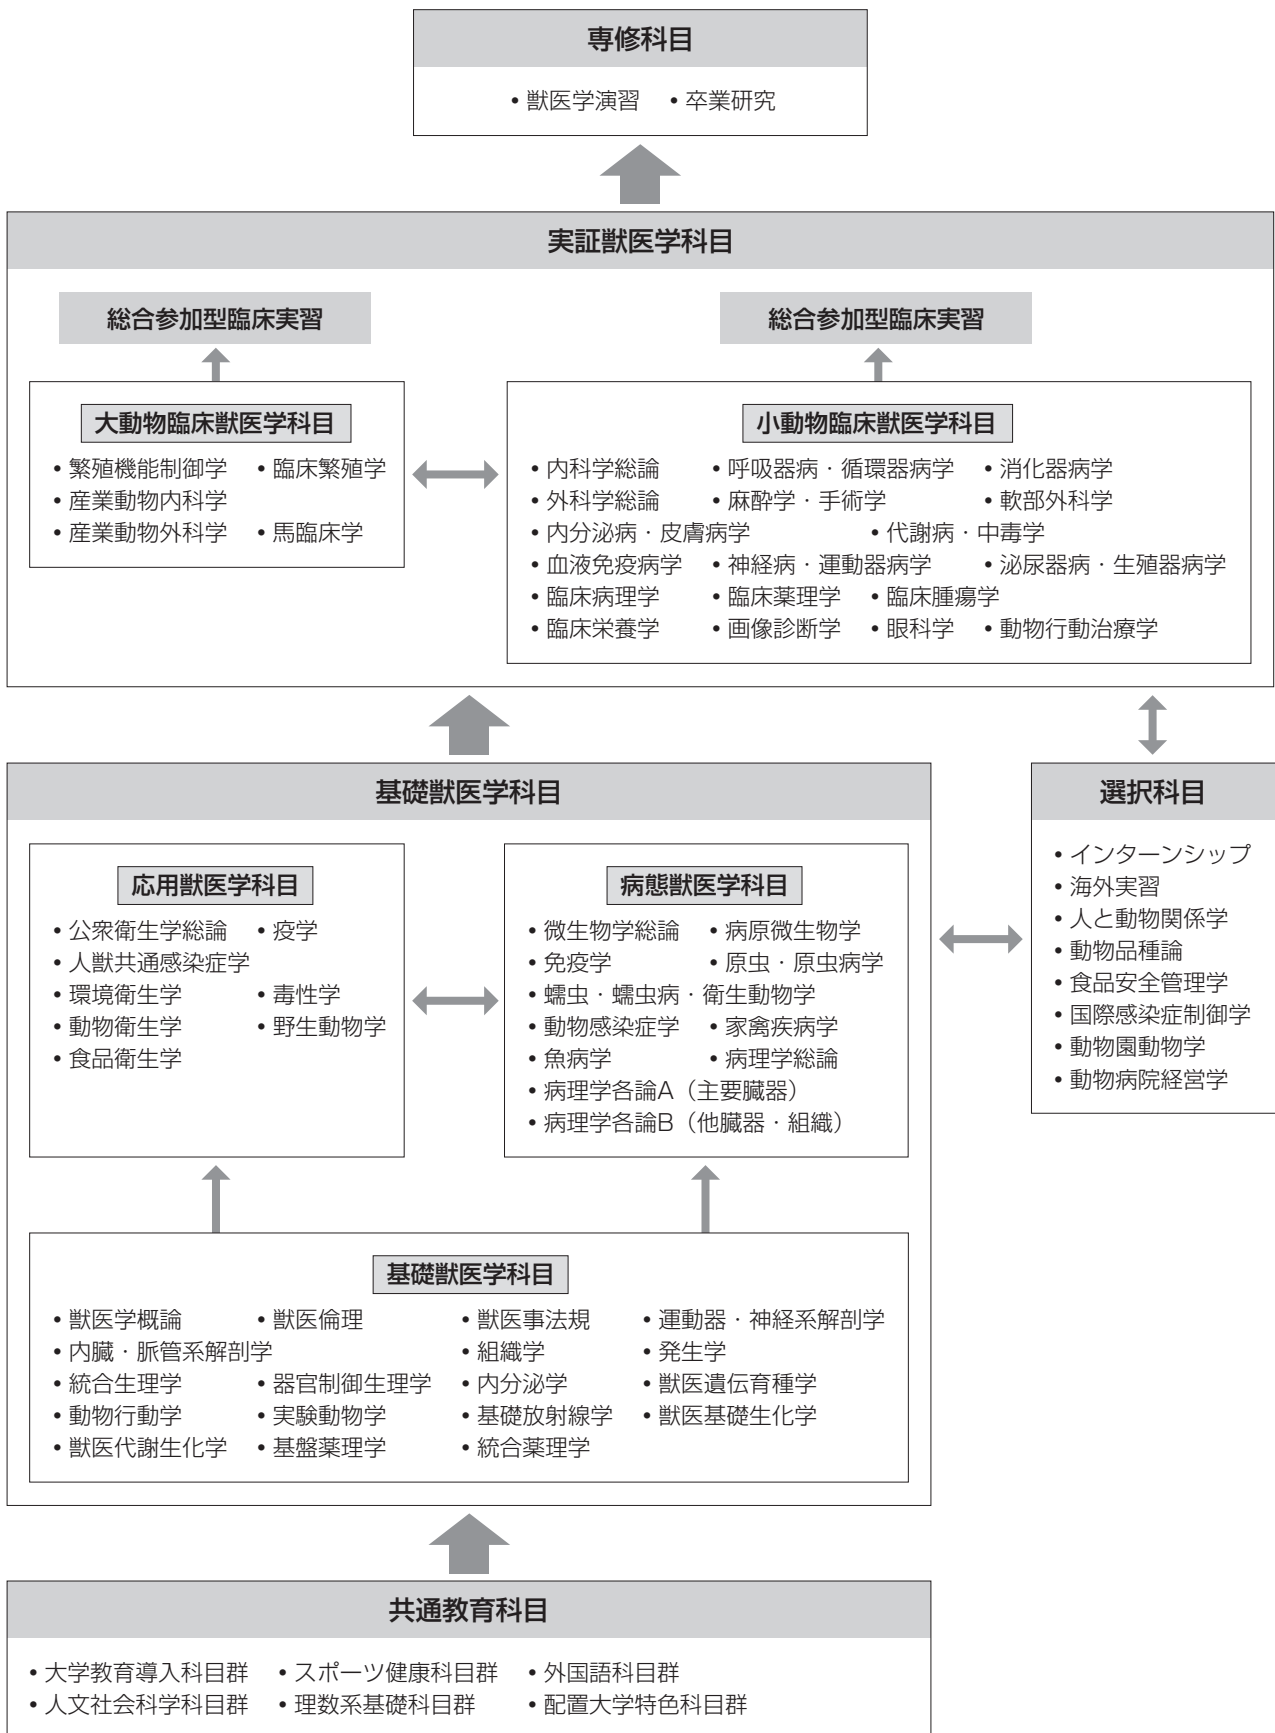 専修科目
• 獣医学演習 • 卒業研究
実証獣医学科目
総合参加型臨床実習
総合参加型臨床実習
大動物臨床獣医学科目
• 繁殖機能制御学 • 臨床繁殖学
• 産業動物内科学
• 産業動物外科学 • 馬臨床学
小動物臨床獣医学科目
• 内科学総論 • 呼吸器病・循環器病学 • 消化器病学
• 外科学総論 • 麻酔学・手術学 • 軟部外科学
• 内分泌病・皮膚病学 • 代謝病・中毒学
• 血液免疫病学 • 神経病・運動器病学 • 泌尿器病・生殖器病学
• 臨床病理学 • 臨床薬理学 • 臨床腫瘍学
• 臨床栄養学 • 画像診断学 • 眼科学 • 動物行動治療学
基礎獣医学科目
応用獣医学科目
• 公衆衛生学総論 • 疫学
• 人獣共通感染症学
• 環境衛生学 • 毒性学
• 動物衛生学 • 野生動物学
• 食品衛生学
病態獣医学科目
• 微生物学総論 • 病原微生物学
• 免疫学 • 原虫・原虫病学
• 蠕虫・蠕虫病・衛生動物学
• 動物感染症学 • 家禽疾病学
• 魚病学 • 病理学総論
• 病理学各論A（主要臓器）
• 病理学各論B（他臓器・組織）
選択科目
• インターンシップ
• 海外実習
• 人と動物関係学
• 動物品種論
• 食品安全管理学
• 国際感染症制御学
• 動物園動物学
• 動物病院経営学
基礎獣医学科目
• 獣医学概論 • 獣医倫理 • 獣医事法規 • 運動器・神経系解剖学
• 内臓・脈管系解剖学 • 組織学 • 発生学
• 統合生理学 • 器官制御生理学 • 内分泌学 • 獣医遺伝育種学
• 動物行動学 • 実験動物学 • 基礎放射線学 • 獣医基礎生化学
• 獣医代謝生化学 • 基盤薬理学 • 統合薬理学
共通教育科目
• 大学教育導入科目群 • スポーツ健康科目群 • 外国語科目群
• 人文社会科学科目群 • 理数系基礎科目群 • 配置大学特色科目群